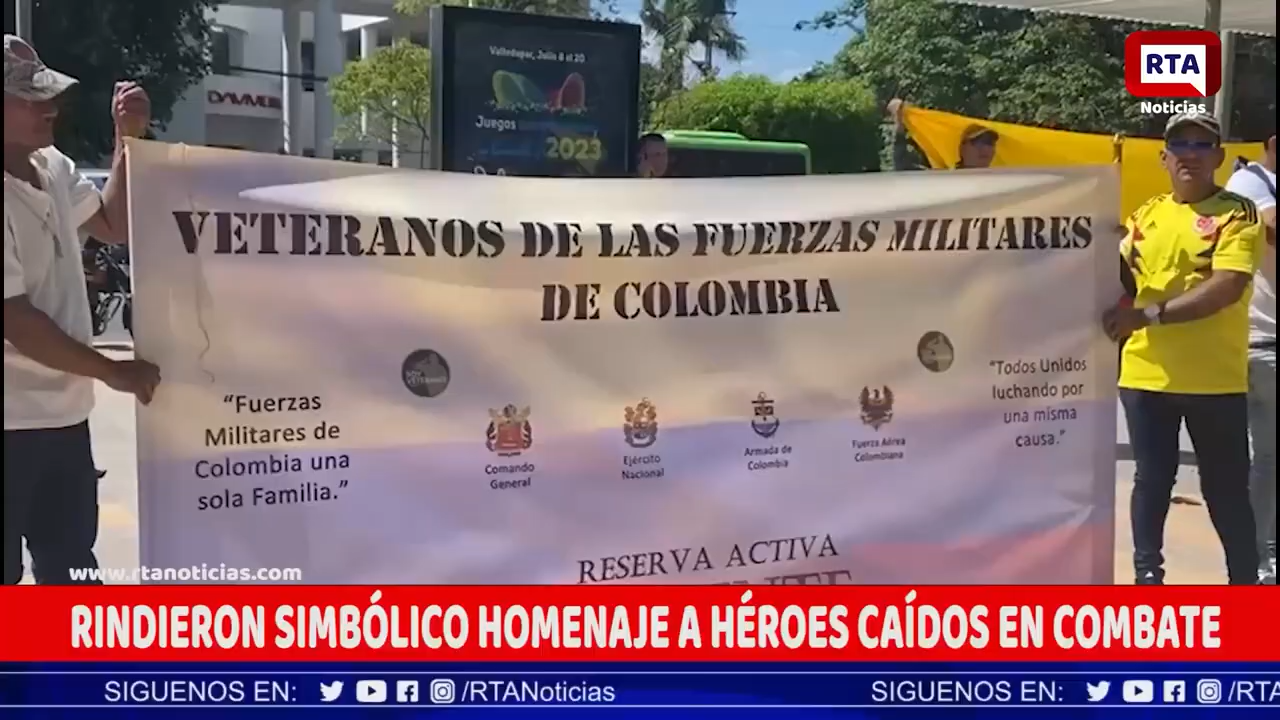 RTA
Noticias
Valledupar, Julio 8 al 20
DAVIVIENDA
Juegos
2023
VETERANOS DE LAS FUERZAS MILITARES
DE COLOMBIA
“Fuerzas
Militares de
Colombia una
sola Familia.”
Comando
General
Ejército
Nacional
Armada de
Colombia
Fuerza Aérea
Colombiana
“Todos Unidos
luchando por
una misma
causa.”
RESERVA ACTIVA
www.rtanoticias.com
RINDIERON SIMBÓLICO HOMENAJE A HÉROES CAÍDOS EN COMBATE
SIGUENOS EN: /RTANoticias SIGUENOS EN: /RTA